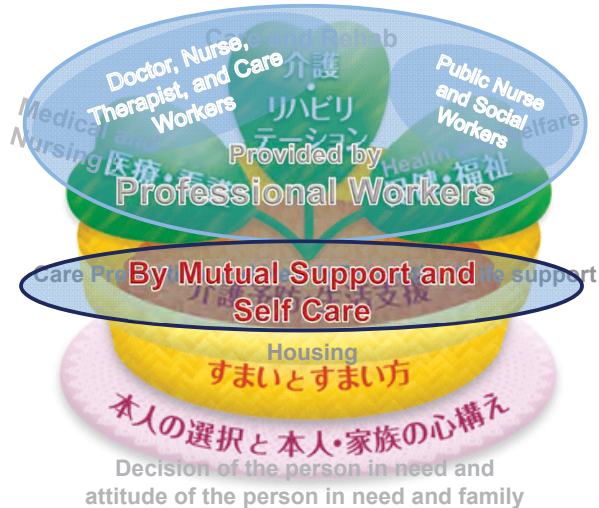 Care and Rehab
Doctor, Nurse,
Therapist, and Care
Workers
Public Nurse
and Social
Workers
介護
・
リハビリ
テーション
Medical and
Nursing
Health
elfare
医療・看護
・福祉
Provided by
Professional Workers
Care Pre
life support
By Mutual Support and
Self Care
介護予防・生活支援
Housing
すまいとすまい方
本人の選択と本人・家族の心構え
Decision of the person in need and
attitude of the person in need and family